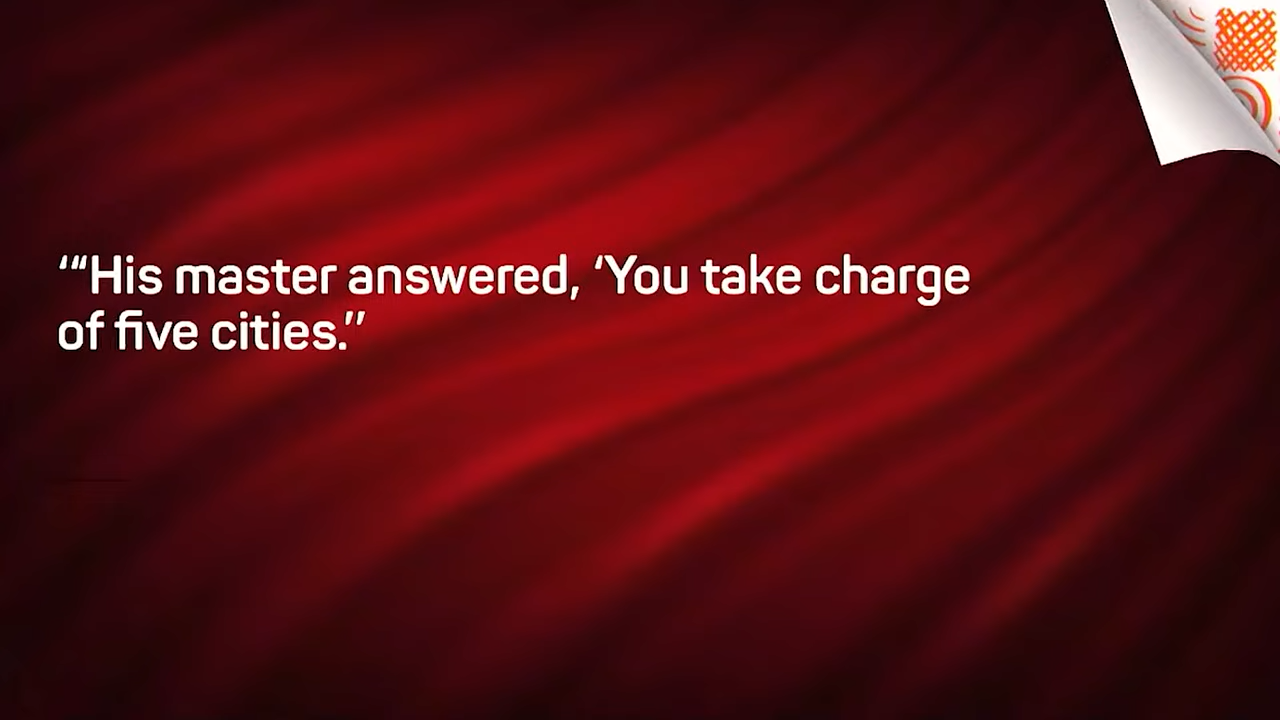 ‘“His master answered, ‘You take charge
of five cities.”